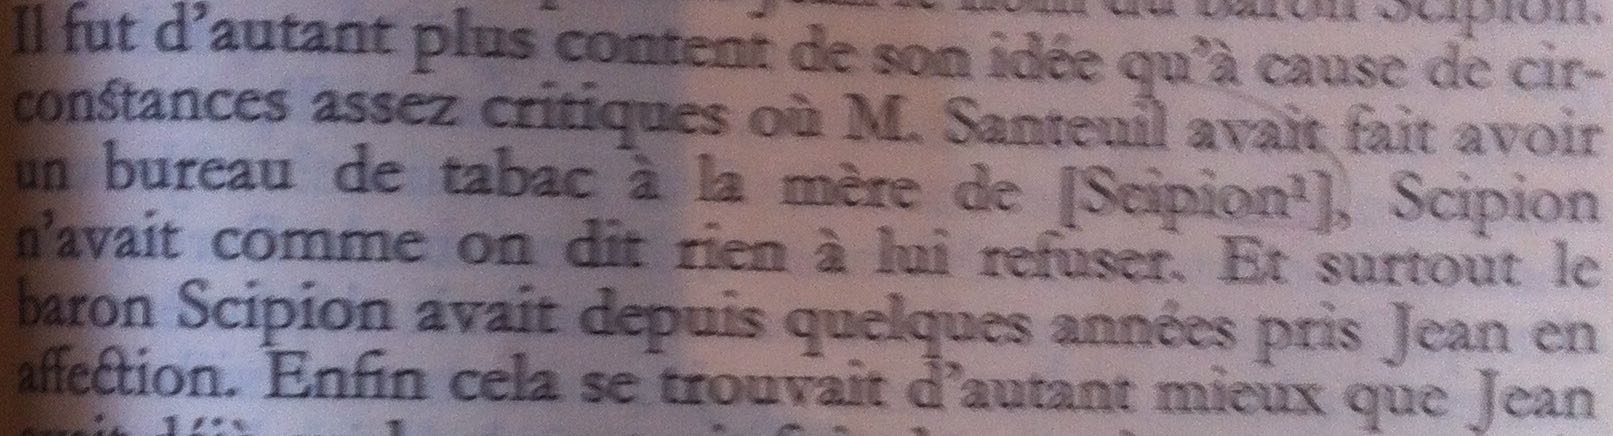 baron Scipion.
Il fut d'autant plus content de son idée qu'à cause de cir-
constances assez critiques où M. Santeuil avait fait avoir
un bureau de tabac à la mère de [Scipion¹], Scipion
n'avait comme on dit rien à lui refuser. Et surtout le
baron Scipion avait depuis quelques années pris Jean en
affection. Enfin cela se trouvait d'autant mieux que Jean